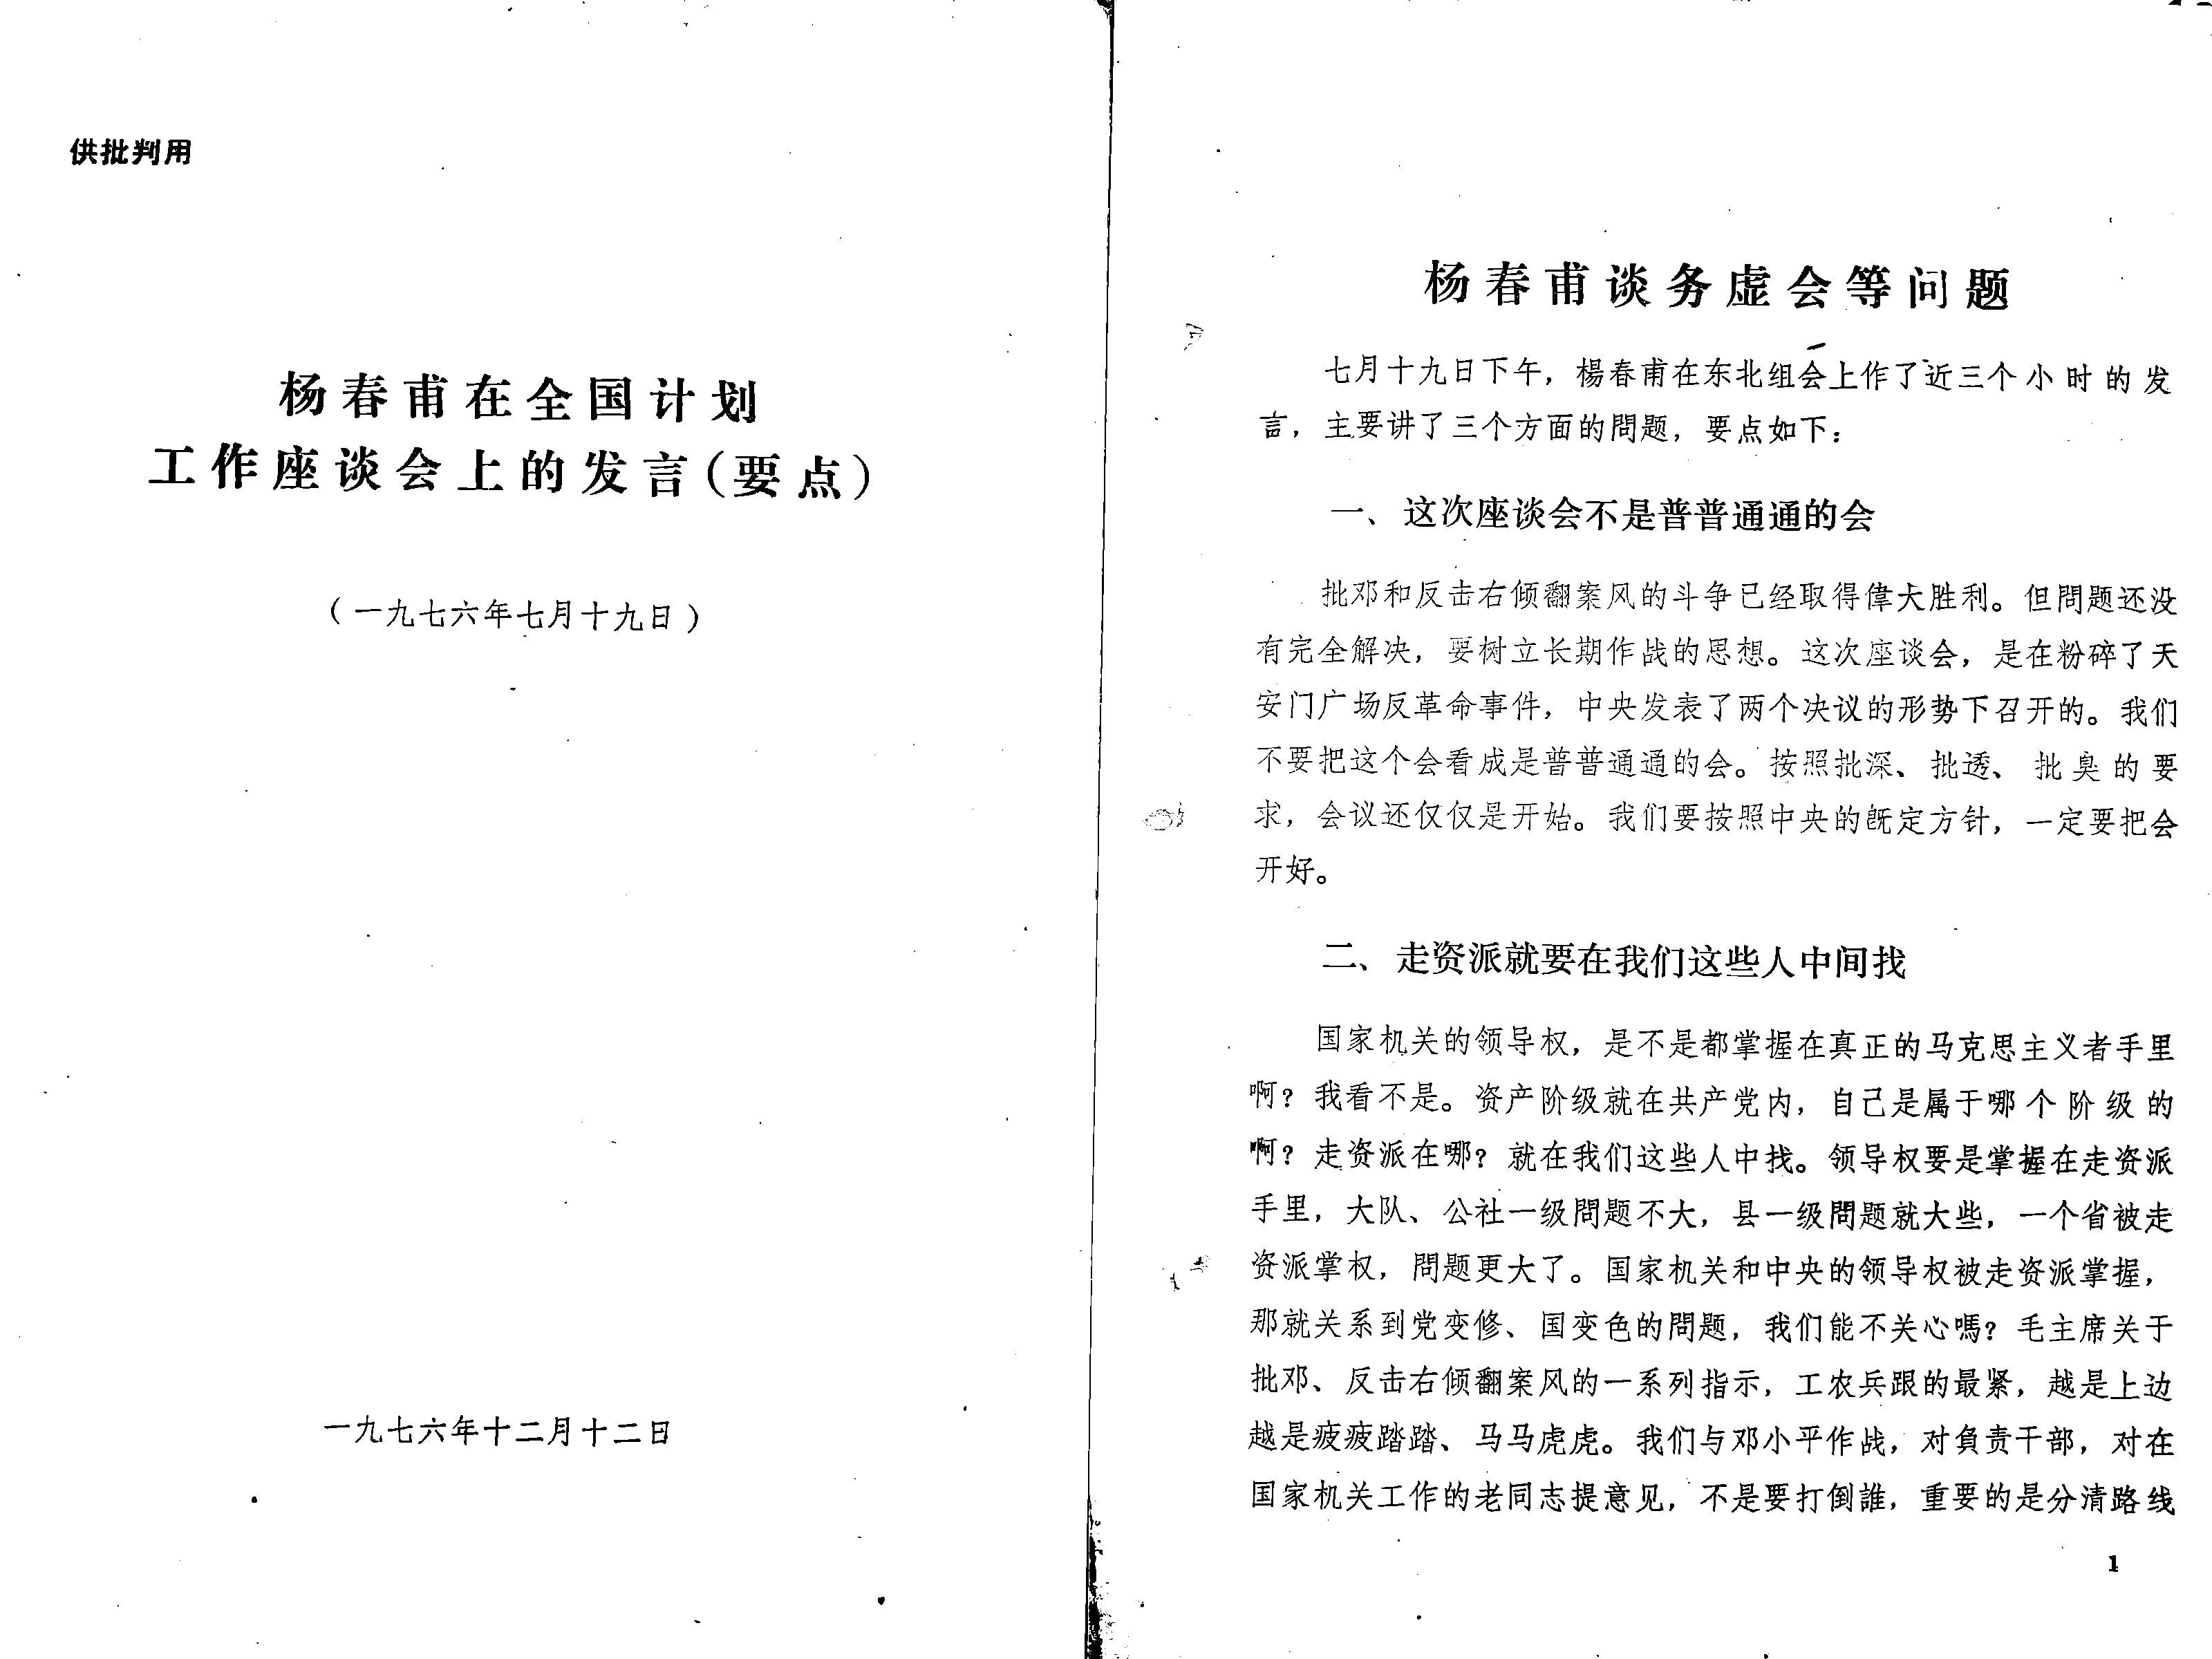 供批判用
杨春甫在全国计划
工作座谈会上的发言（要点）
（一九七六年七月十九日）
一九七六年十二月十二日
杨春甫谈务虚会等问题
七月十九日下午，楊春甫在东北组会上作了近三个小时的发
言，主要讲了三个方面的問题，要点如下：
一、这次座谈会不是普普通通的会
批邓和反击右倾翻案风的斗争已经取得偉大胜利。但問题还没
有完全解决，要树立长期作战的思想。这次座谈会，是在粉碎了天
安门广场反革命事件，中央发表了两个决议的形势下召开的。我们
不要把这个会看成是普普通通的会。按照批深、批透、批臭的要
求，会议还仅仅是开始。我们要按照中央的既定方针，一定要把会
开好。
二、走资派就要在我们这些人中间找
国家机关的领导权，是不是都掌握在真正的马克思主义者手里
啊？我看不是。资产阶级就在共产党内，自己是属于哪个阶级的
啊？走资派在哪？就在我们这些人中找。领导权要是掌握在走资派
手里，大队、公社一级問题不大，县一级問题就大些，一个省被走
资派掌权，問题更大了。国家机关和中央的领导权被走资派掌握，
那就关系到党变修、国变色的問题，我们能不关心嗎？毛主席关于
批邓、反击右倾翻案风的一系列指示，工农兵跟的最紧，越是上边
越是疲疲踏踏、马马虎虎。我们与邓小平作战，对負责干部，对在
国家机关工作的老同志提意见，不是要打倒誰，重要的是分清路线
1